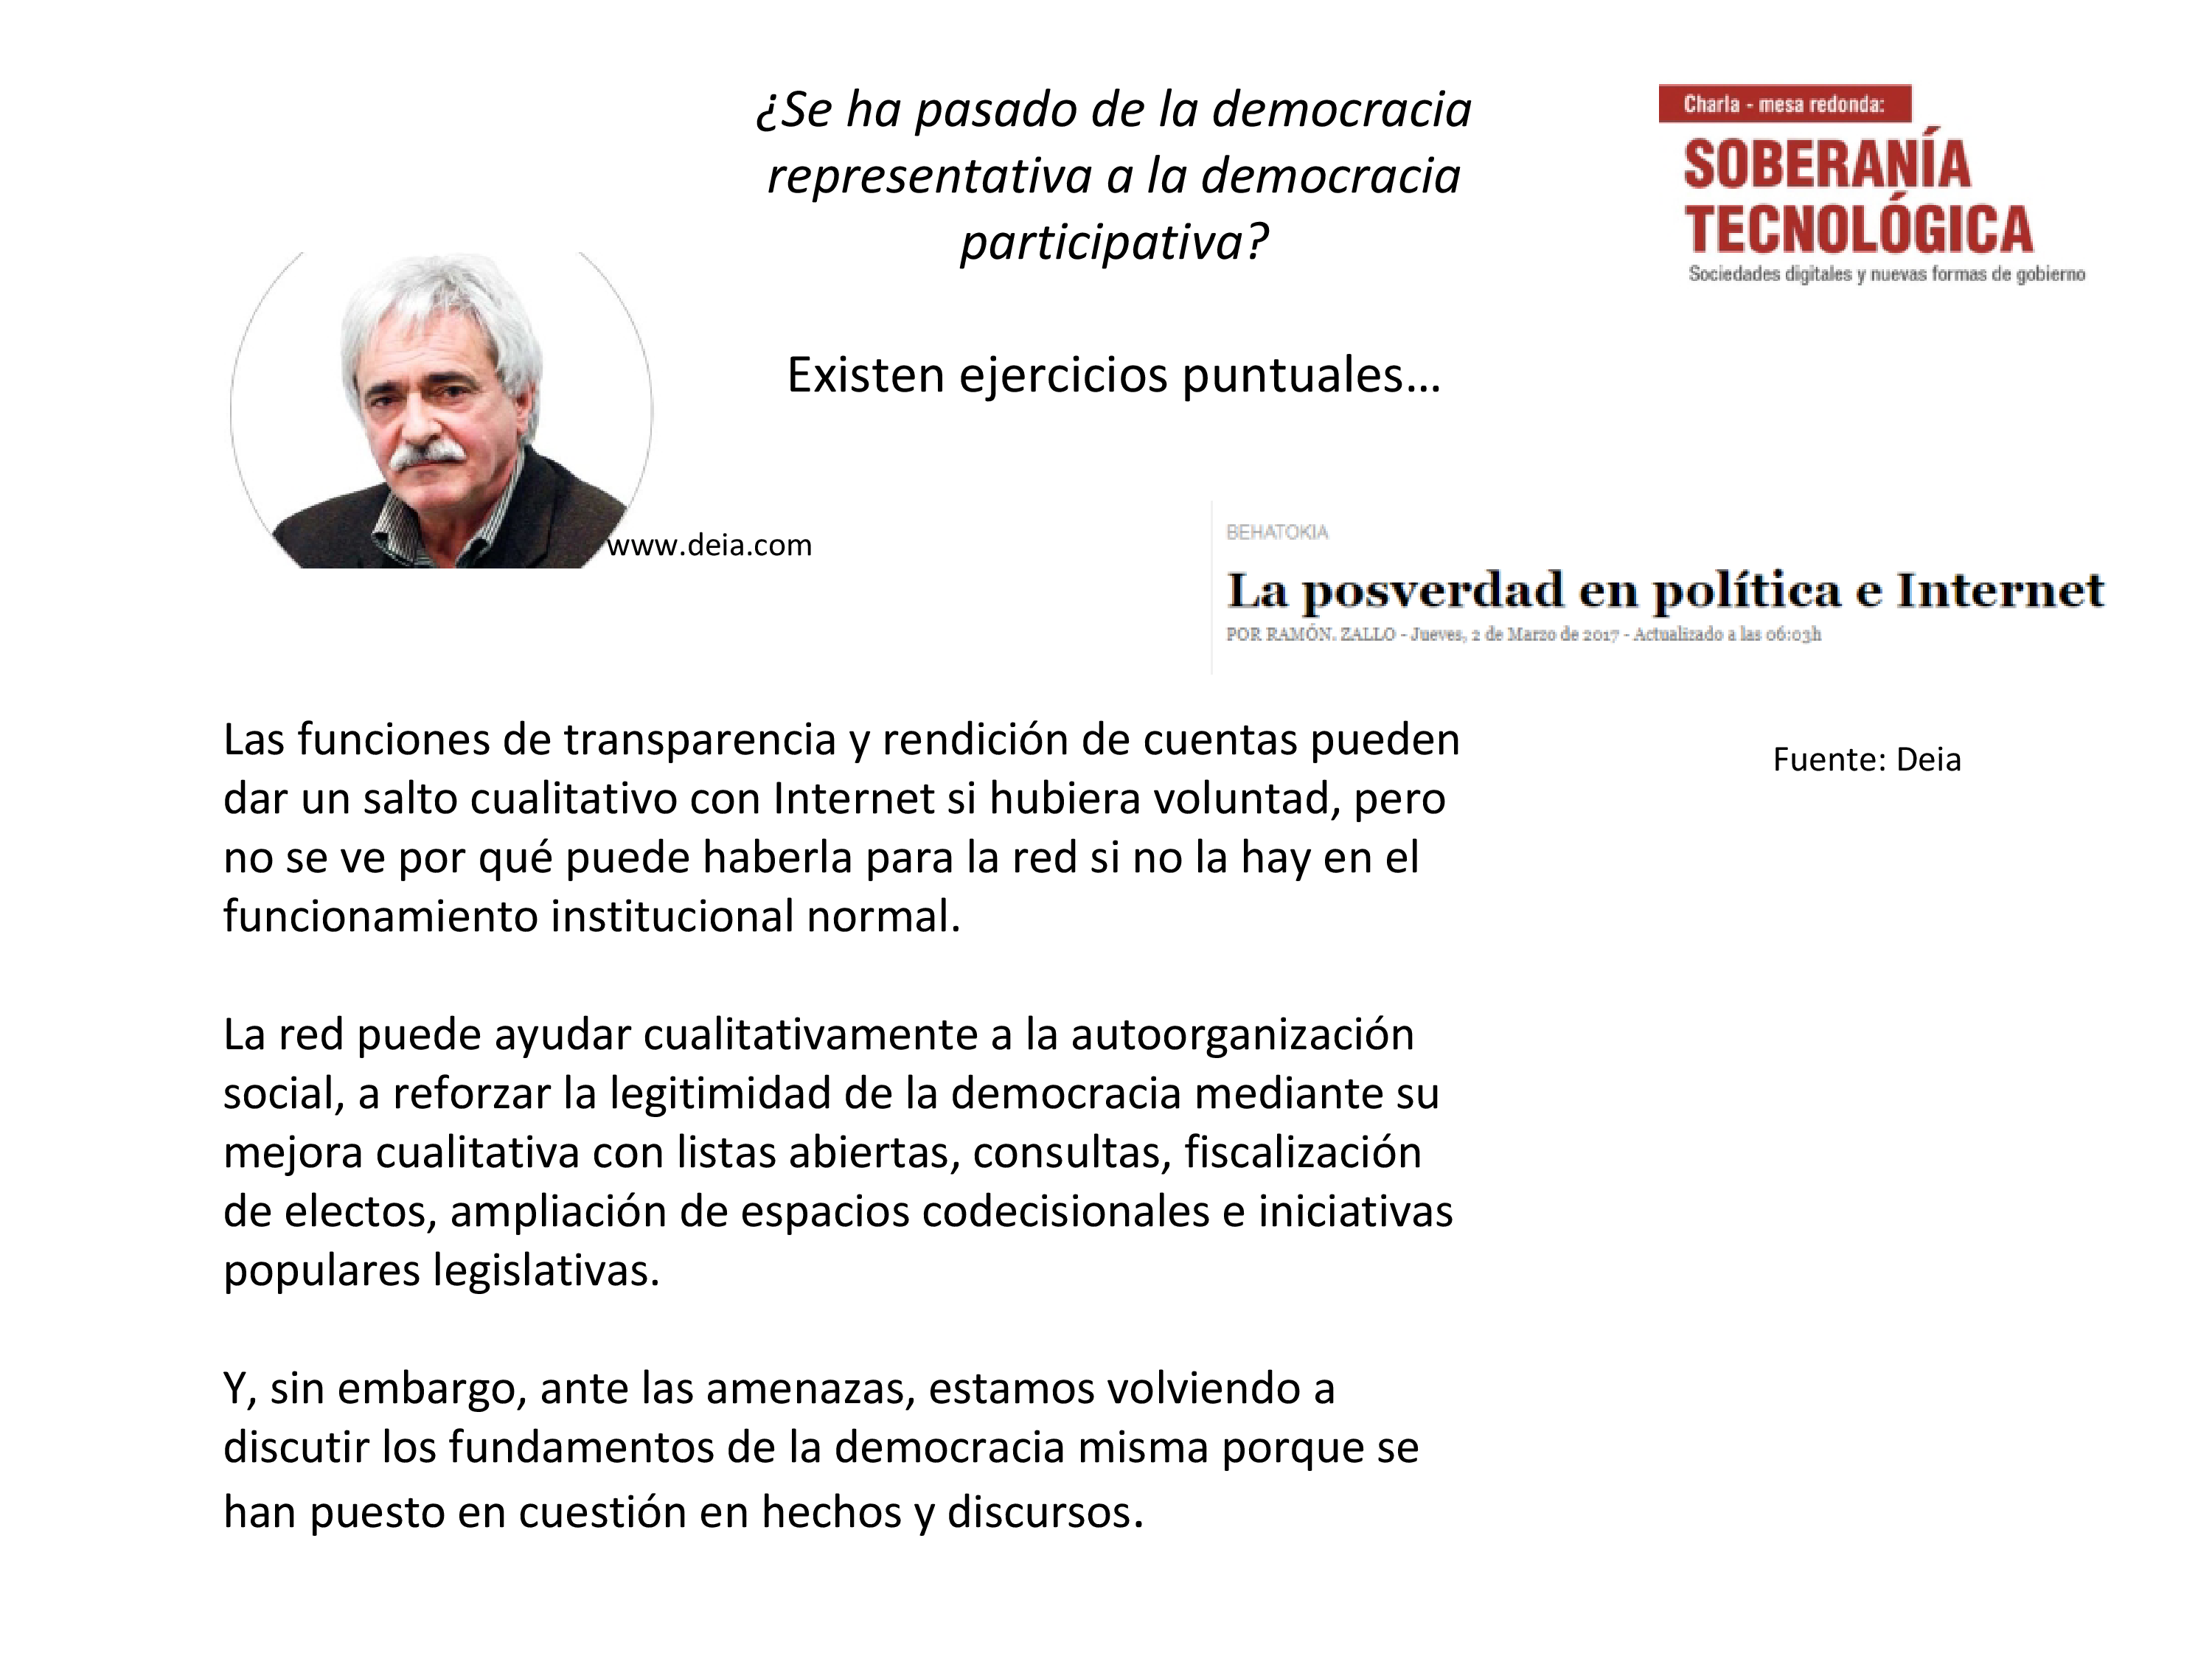 ¿Se ha pasado de la democracia
representativa a la democracia
participativa?
Existen ejercicios puntuales...
Charla - mesa redonda:
SOBERANÍA
TECNOLÓGICA
Sociedades digitales y nuevas formas de gobierno
www.deia.com
BEHATOKIA
La posverdad en política e Internet
POR RAMÓN. ZALLO - Jueves, 2 de Marzo de 2017 - Actualizado a las 06:03h
Las funciones de transparencia y rendición de cuentas pueden
dar un salto cualitativo con Internet si hubiera voluntad, pero
no se ve por qué puede haberla para la red si no la hay en el
funcionamiento institucional normal.
La red puede ayudar cualitativamente a la autoorganización
social, a reforzar la legitimidad de la democracia mediante su
mejora cualitativa con listas abiertas, consultas, fiscalización
de electos, ampliación de espacios codecisionales e iniciativas
populares legislativas.
Y, sin embargo, ante las amenazas, estamos volviendo a
discutir los fundamentos de la democracia misma porque se
han puesto en cuestión en hechos y discursos.
Fuente: Deia